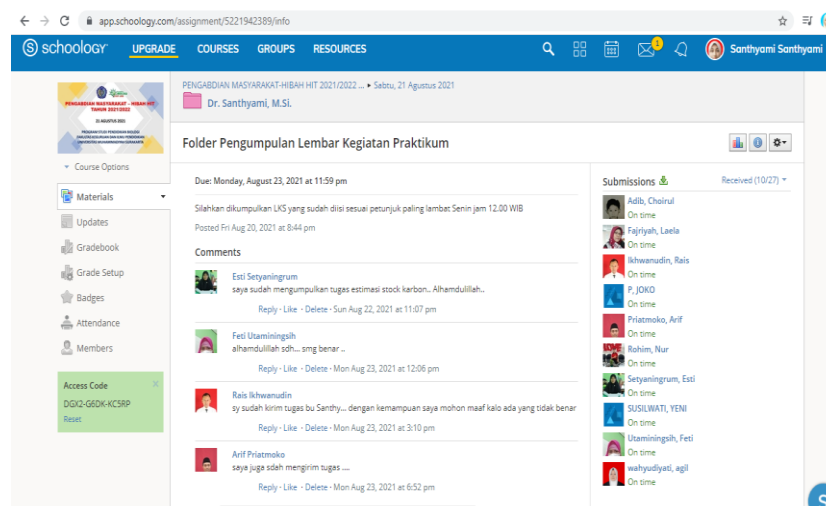 app.schoology.com/assignment/5221942389/info
S schoology®
UPGRADE
COURSES
GROUPS
RESOURCES
1
Santhyami Santhyami
PENGABDIAN MASYARAKAT - HIBAH HIT
TAHUN 2021/2022
21 AGUSTUS 2021
Course Options
Materials
Updates
Gradebook
Grade Setup
Badges
Attendance
Members
Access Code
×
DGX2-G6DK-KC5RP
Reset
PENGABDIAN MASYARAKAT-HIBAH HIT 2021/2022 ... ▸ Sabtu, 21 Agustus 2021
Dr. Santhyami, M.Si.
Folder Pengumpulan Lembar Kegiatan Praktikum
Due: Monday, August 23, 2021 at 11:59 pm
Silahkan dikumpulkan LKS yang sudah diisi sesuai petunjuk paling lambat Senin jam 12.00 WIB
Posted Fri Aug 20, 2021 at 8:44 pm
Comments
Esti Setyaningrum
saya sudah mengumpulkan tugas estimasi stock karbon.. Alhamdulillah..
Reply · Like · Delete · Sun Aug 22, 2021 at 11:07 pm
Feti Utaminingsih
alhamdulillah sdh... smg benar ..
Reply · Like · Delete · Mon Aug 23, 2021 at 12:06 pm
Rais Ikhwanudin
sy sudah kirim tugas bu Santhy... dengan kemampuan saya mohon maaf kalo ada yang tidak benar
Reply · Like · Delete · Mon Aug 23, 2021 at 3:10 pm
Arif Priatmoko
saya juga sdah mengirim tugas ....
Reply · Like · Delete · Mon Aug 23, 2021 at 6:52 pm
Submissions
Received (10/27)
Adib, Choirul
On time
Fajriyah, Laela
On time
Ikhwanudin, Rais
On time
P, JOKO
On time
Priatmoko, Arif
On time
Rohim, Nur
On time
Setyaningrum, Esti
On time
SUSILWATI, YENI
On time
Utaminingsih, Feti
On time
wahyudiyati, agil
On time